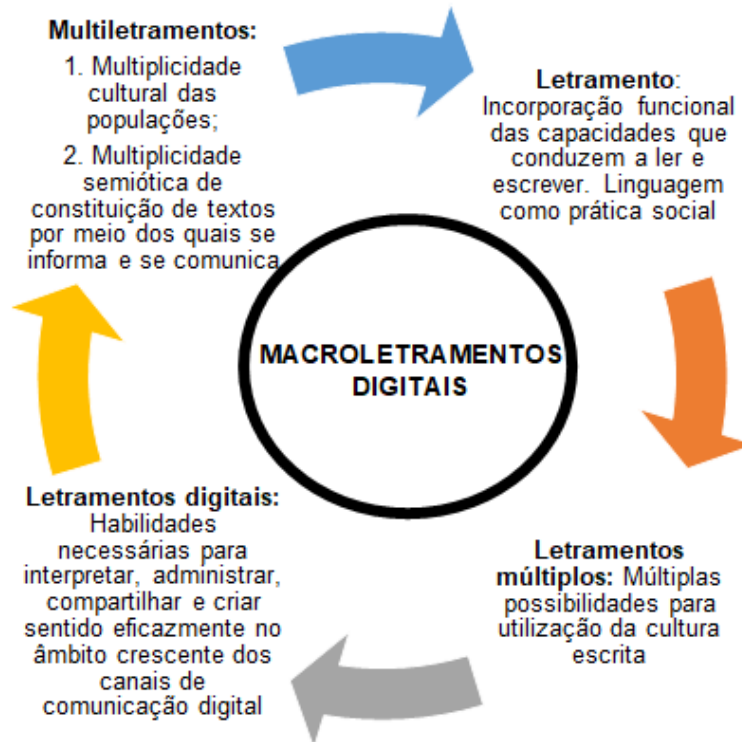 Multiletramentos:
1. Multiplicidade
cultural das
populações;
2. Multiplicidade
semiótica de
constituição de textos
por meio dos quais se
informa e se comunica
Letramento:
Incorporação funcional
das capacidades que
conduzem a ler e
escrever. Linguagem
como prática social
MACROLETRAMENTOS
DIGITAIS
Letramentos digitais:
Habilidades
necessárias para
interpretar, administrar,
compartilhar e criar
sentido eficazmente no
âmbito crescente dos
canais de
comunicação digital
Letramentos
múltiplos: Múltiplas
possibilidades para
utilização da cultura
escrita